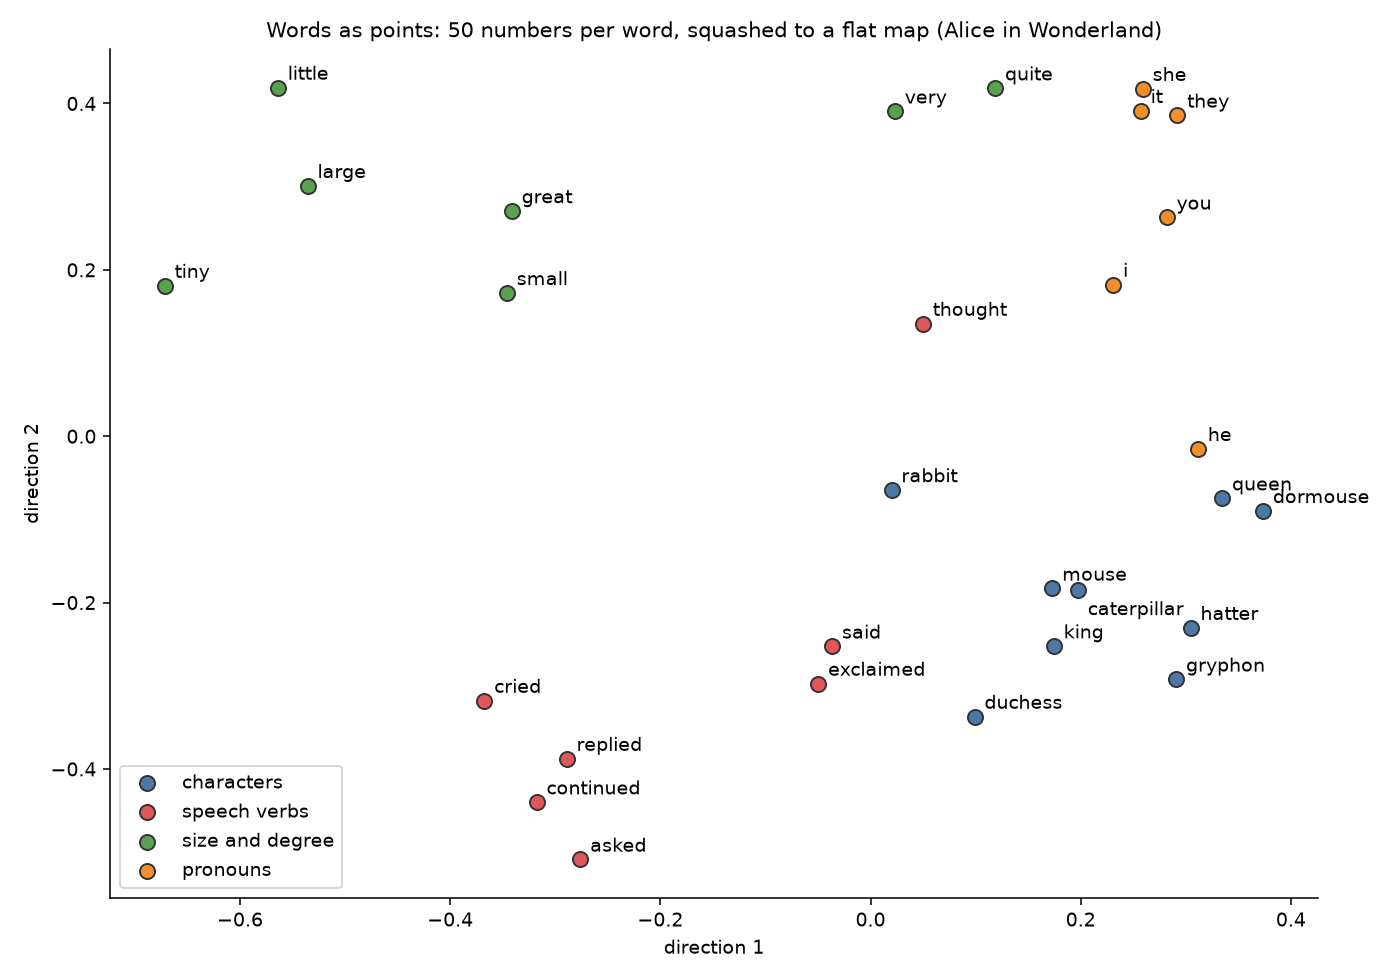 Words as points: 50 numbers per word, squashed to a flat map (Alice in Wonderland)
little
quite
she
very
it
they
large
great
you
tiny
small
i
thought
he
rabbit
queen
dormouse
mouse
caterpillar
hatter
said
king
exclaimed
gryphon
cried
duchess
replied
continued
asked
0.4
0.2
0.0
−0.2
−0.4
direction 2
characters
speech verbs
size and degree
pronouns
−0.6
−0.4
−0.2
0.0
0.2
0.4
direction 1